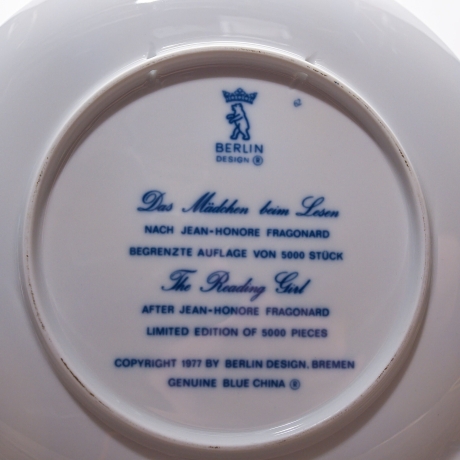 BERLIN
DESIGN ®
Das Mädchen beim Lesen
NACH JEAN-HONORE FRAGONARD
BEGRENZTE AUFLAGE VON 5000 STÜCK
The Reading Girl
AFTER JEAN-HONORE FRAGONARD
LIMITED EDITION OF 5000 PIECES
COPYRIGHT 1977 BY BERLIN DESIGN. BREMEN
GENUINE BLUE CHINA ®